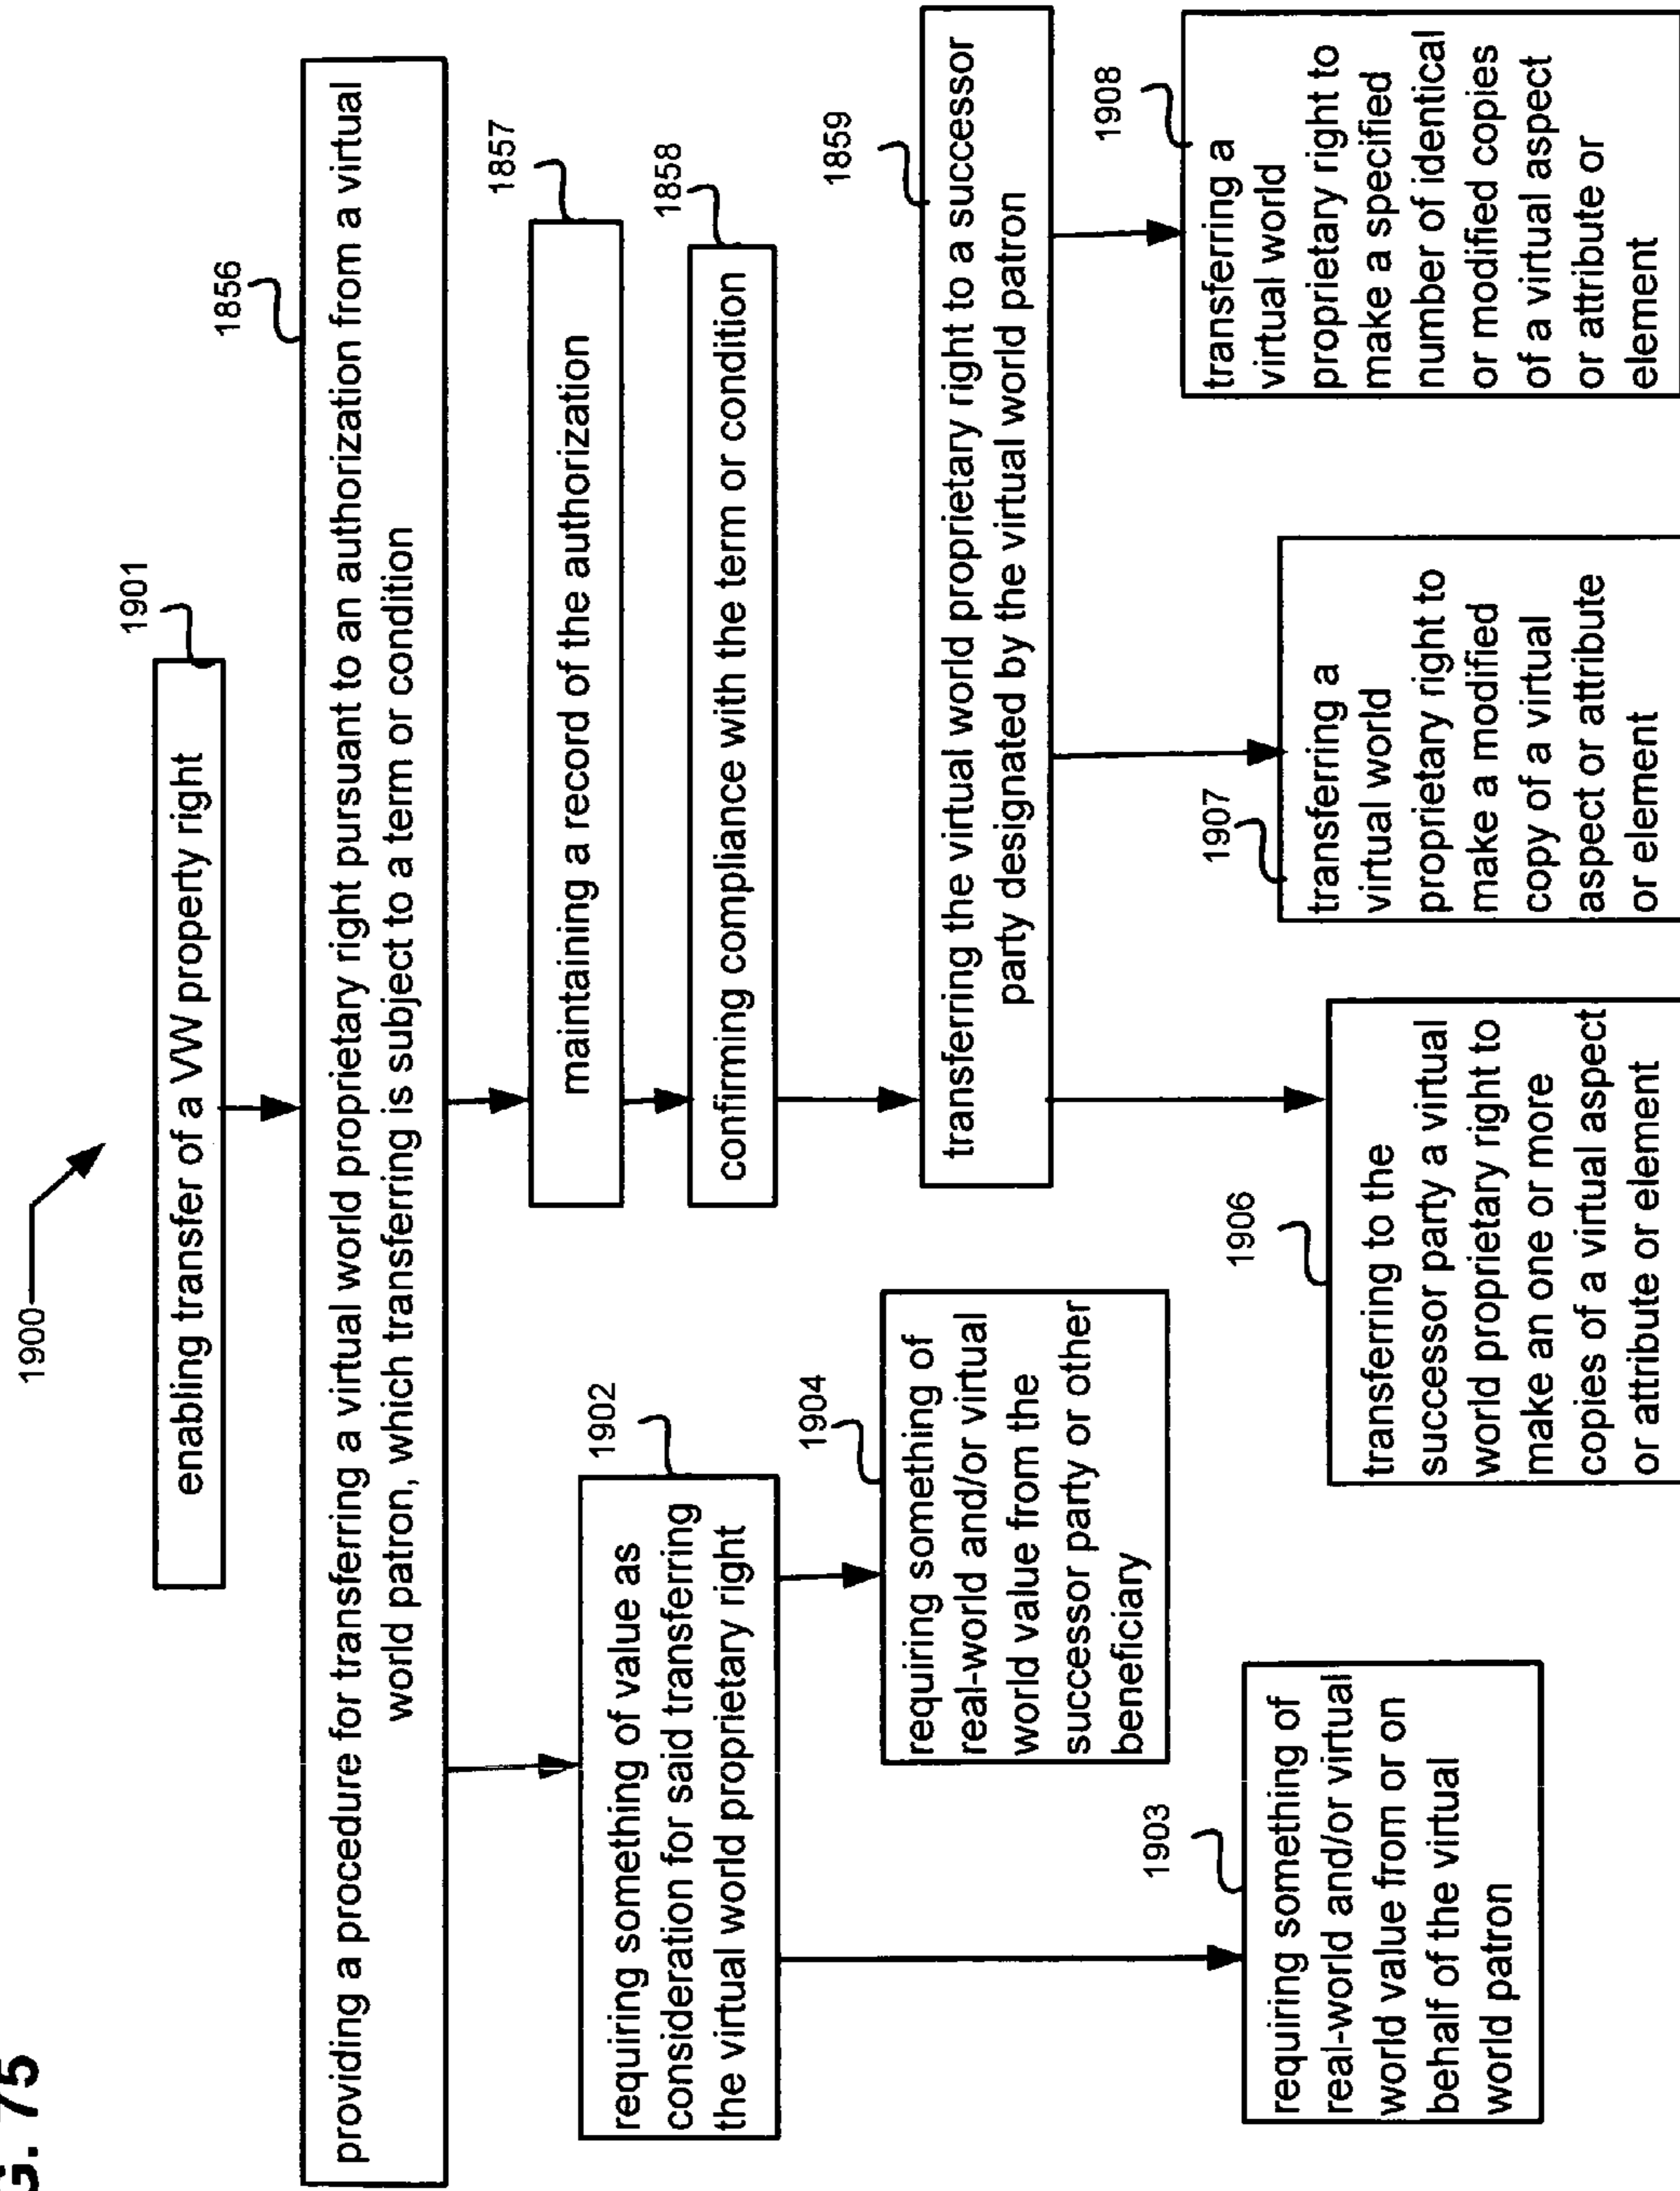 G. 75
1900
1901
enabling transfer of a VW property right
1856
providing a procedure for transferring a virtual world proprietary right pursuant to an authorization from a virtual
world patron, which transferring is subject to a term or condition
1857
maintaining a record of the authorization
1858
confirming compliance with the term or condition
1859
transferring the virtual world proprietary right to a successor
party designated by the virtual world patron
1902
requiring something of value as
consideration for said transferring
the virtual world proprietary right
1904
requiring something of
real-world and/or virtual
world value from the
successor party or other
beneficiary
1903
requiring something of
real-world and/or virtual
world value from or on
behalf of the virtual
world patron
1906
transferring to the
successor party a virtual
world proprietary right to
make an one or more
copies of a virtual aspect
or attribute or element
1907
transferring a
virtual world
proprietary right to
make a modified
copy of a virtual
aspect or attribute
or element
1908
transferring a
virtual world
proprietary right to
make a specified
number of identical
or modified copies
of a virtual aspect
or attribute or
element